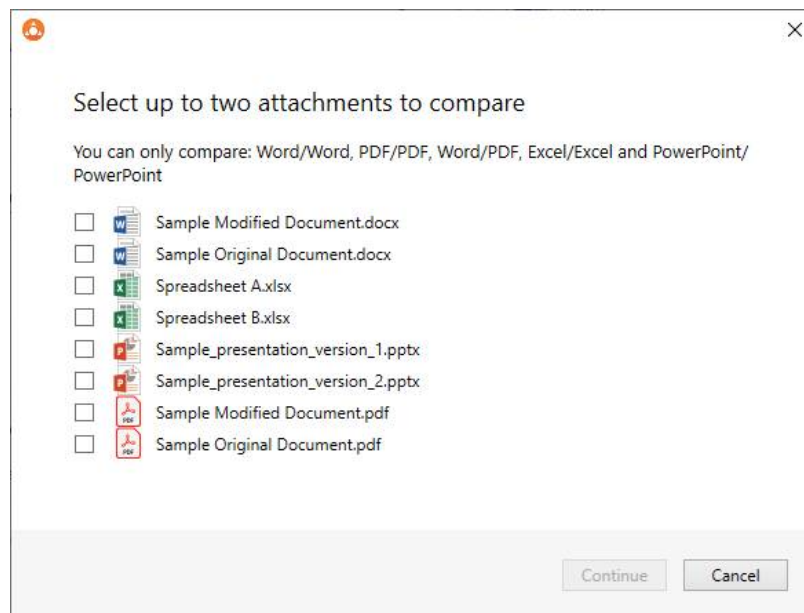 Select up to two attachments to compare
You can only compare: Word/Word, PDF/PDF, Word/PDF, Excel/Excel and PowerPoint/
PowerPoint
Sample Modified Document.docx
Sample Original Document.docx
Spreadsheet A.xlsx
Spreadsheet B.xlsx
Sample_presentation_version_1.pptx
Sample_presentation_version_2.pptx
Sample Modified Document.pdf
Sample Original Document.pdf
Continue Cancel